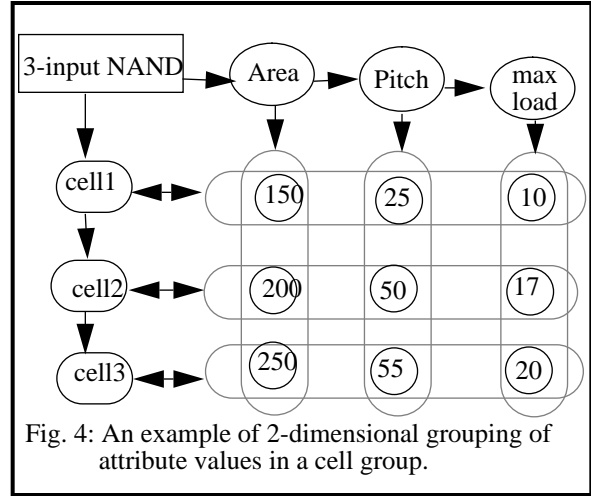 3-input NAND
Area
Pitch
max
load
cell1
150
25
10
cell2
200
50
17
cell3
250
55
20
Fig. 4: An example of 2-dimensional grouping of
attribute values in a cell group.